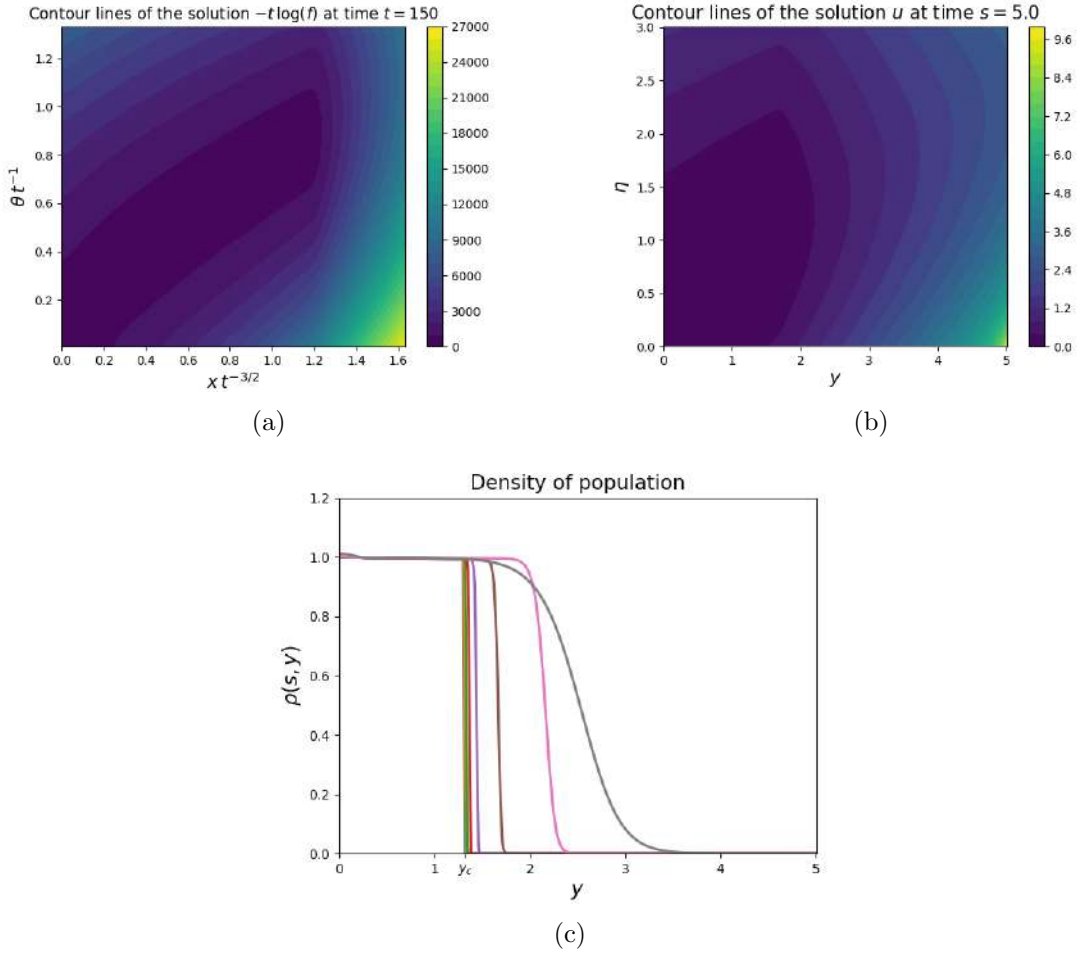 Contour lines of the solution −t log(f) at time t = 150
θ t⁻¹
1.2
1.0
0.8
0.6
0.4
0.2
0.0 0.2 0.4 0.6 0.8 1.0 1.2 1.4 1.6
x t⁻³ᐟ²
27000
24000
21000
18000
15000
12000
9000
6000
3000
0
(a)
Contour lines of the solution u at time s = 5.0
η
3.0
2.5
2.0
1.5
1.0
0.5
0.0
0 1 2 3 4 5
y
9.6
8.4
7.2
6.0
4.8
3.6
2.4
1.2
0.0
(b)
Density of population
ρ(s, y)
1.2
1.0
0.8
0.6
0.4
0.2
0.0
0 1 y_c 2 3 4 5
y
(c)